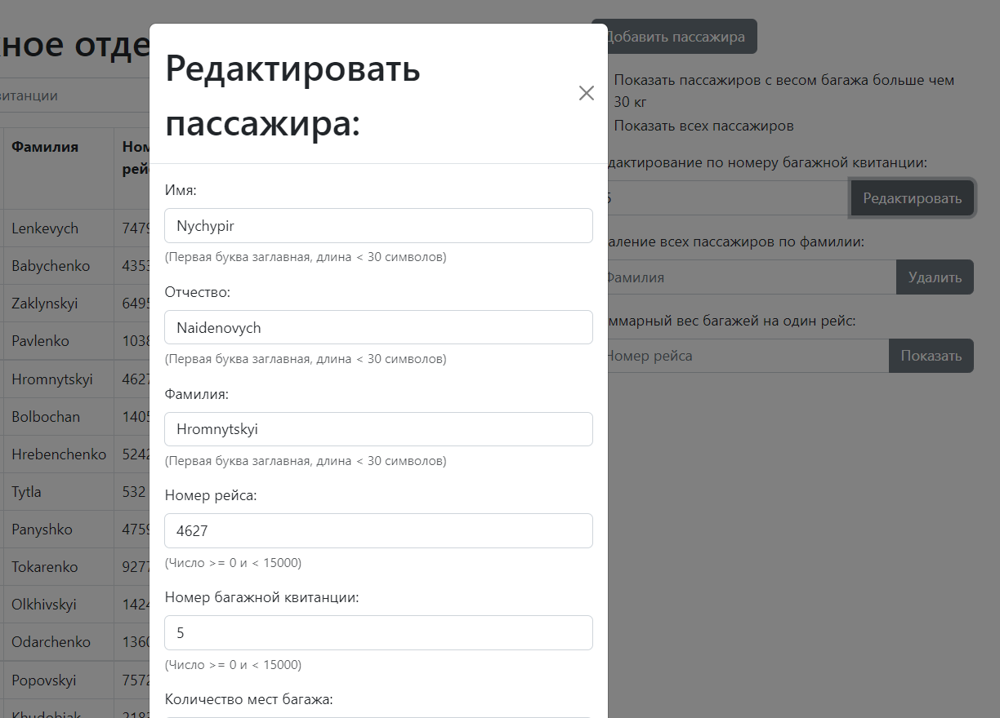 ное отде
Добавить пассажира
Редактировать
пассажира:
Показать пассажиров с весом багажа больше чем
30 кг
Показать всех пассажиров
витанции
Фамилия
Ном
рей
дактирование по номеру багажной квитанции:
5
Редактировать
Имя:
Nychypir
(Первая буква заглавная, длина < 30 символов)
Lenkevych 7479
аление всех пассажиров по фамилии:
Babychenko 4353
Фамилия
Удалить
Отчество:
Naidenovych
(Первая буква заглавная, длина < 30 символов)
Zaklynskyi 6495
ммарный вес багажей на один рейс:
Pavlenko 1038
Номер рейса
Показать
Фамилия:
Hromnytskyi
(Первая буква заглавная, длина < 30 символов)
Hromnytskyi 4627
Bolbochan 1405
Hrebenchenko 5242
Номер рейса:
4627
(Число >= 0 и < 15000)
Tytla 532
Panyshko 4759
Tokarenko 9277
Номер багажной квитанции:
5
(Число >= 0 и < 15000)
Olkhivskyi 1424
Odarchenko 1360
Popovskyi 7572
Количество мест багажа:
Khudobiak 2183